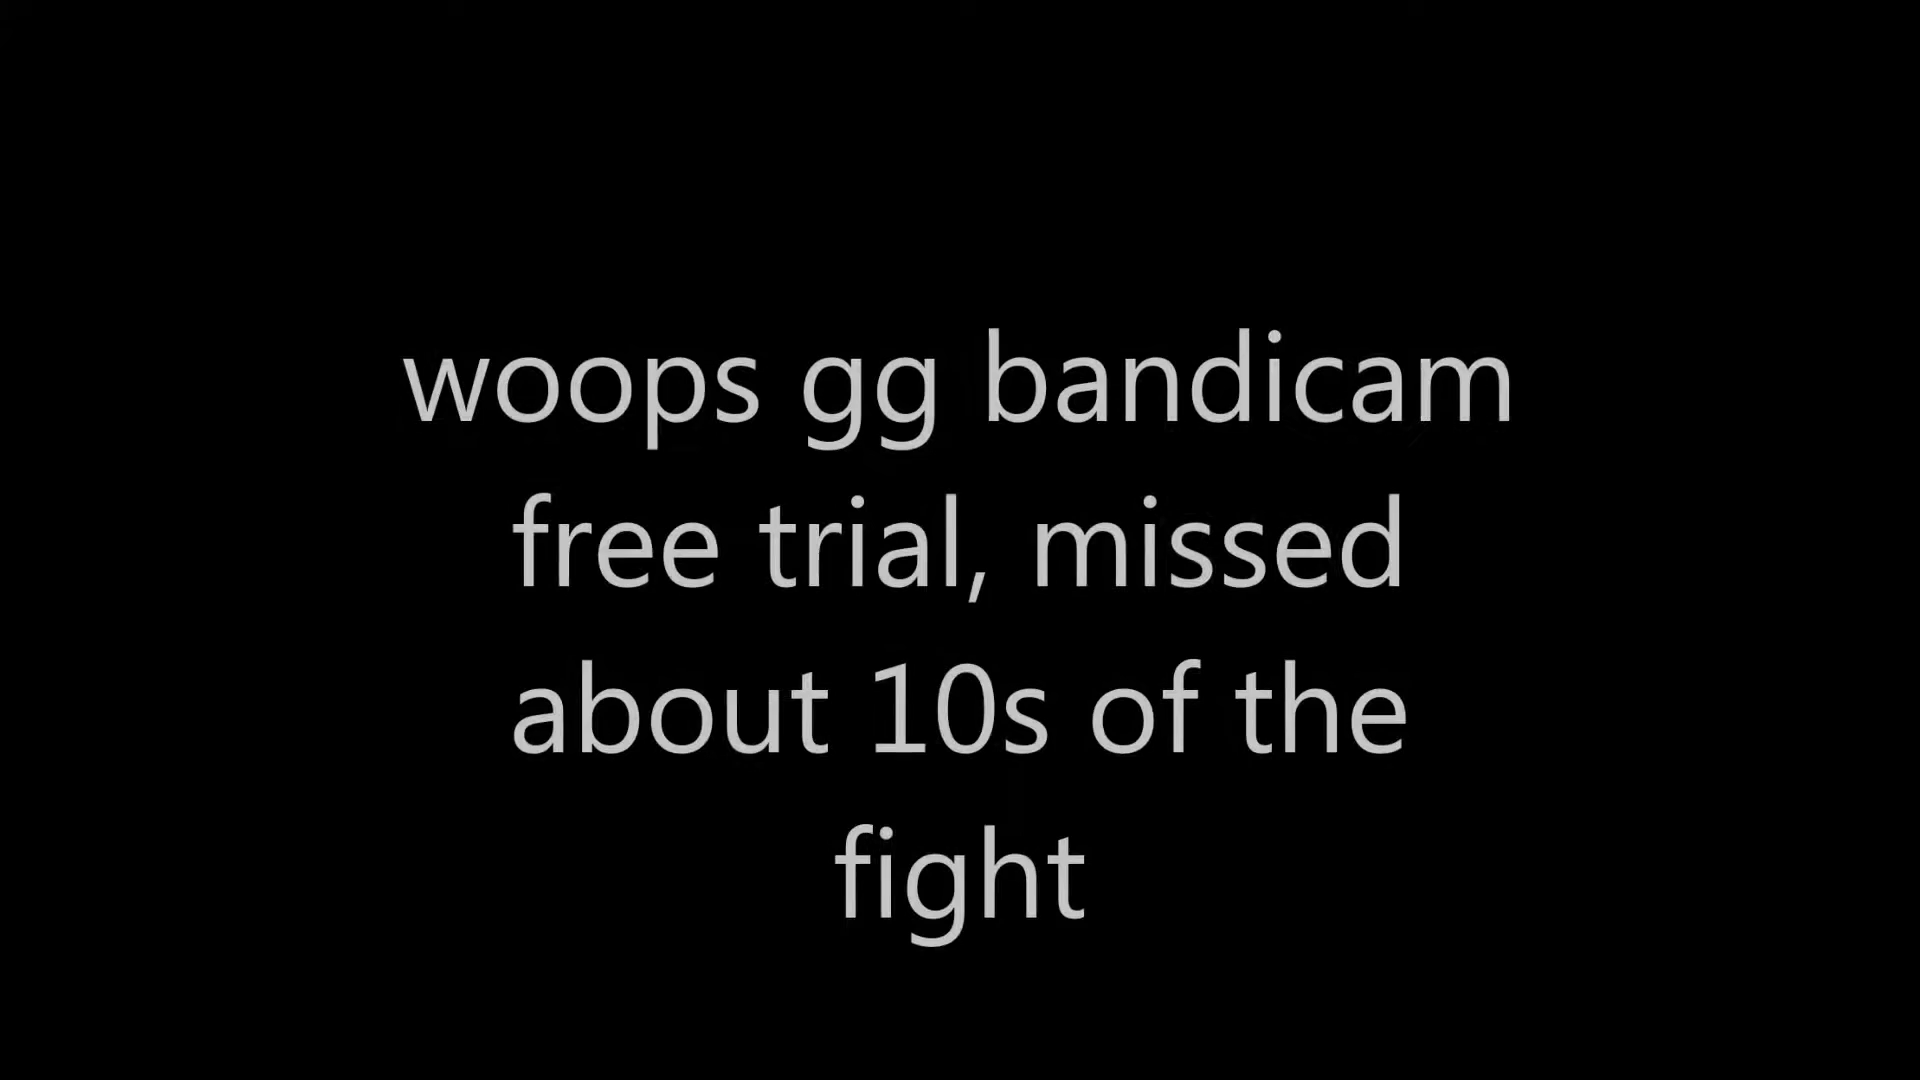 woops gg bandicam
free trial, missed
about 10s of the
fight